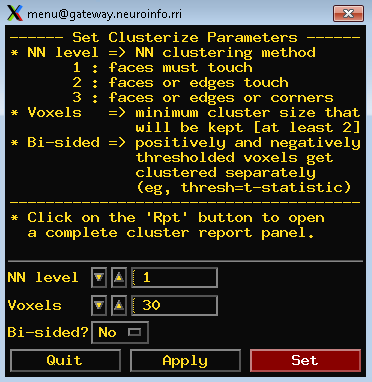 menu@gateway.neuroinfo.rri
------ Set Clusterize Parameters ------
* NN level => NN clustering method
1 : faces must touch
2 : faces or edges touch
3 : faces or edges or corners
* Voxels   => minimum cluster size that
will be kept [at least 2]
* Bi-sided => positively and negatively
thresholded voxels get
clustered separately
(eg, thresh=t-statistic)
---------------------------------------
* Click on the 'Rpt' button to open
a complete cluster report panel.
NN level 1
Voxels 30
Bi-sided? No
Quit Apply Set